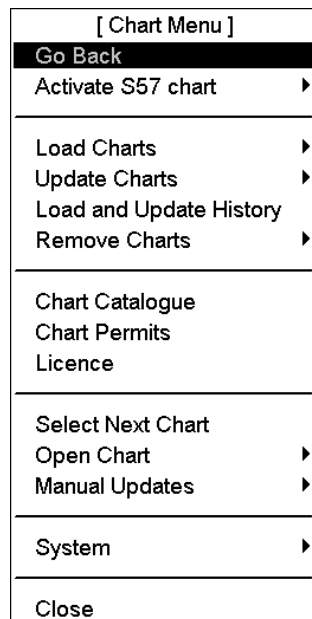 [ Chart Menu ]
Go Back
Activate S57 chart
Load Charts
Update Charts
Load and Update History
Remove Charts
Chart Catalogue
Chart Permits
Licence
Select Next Chart
Open Chart
Manual Updates
System
Close